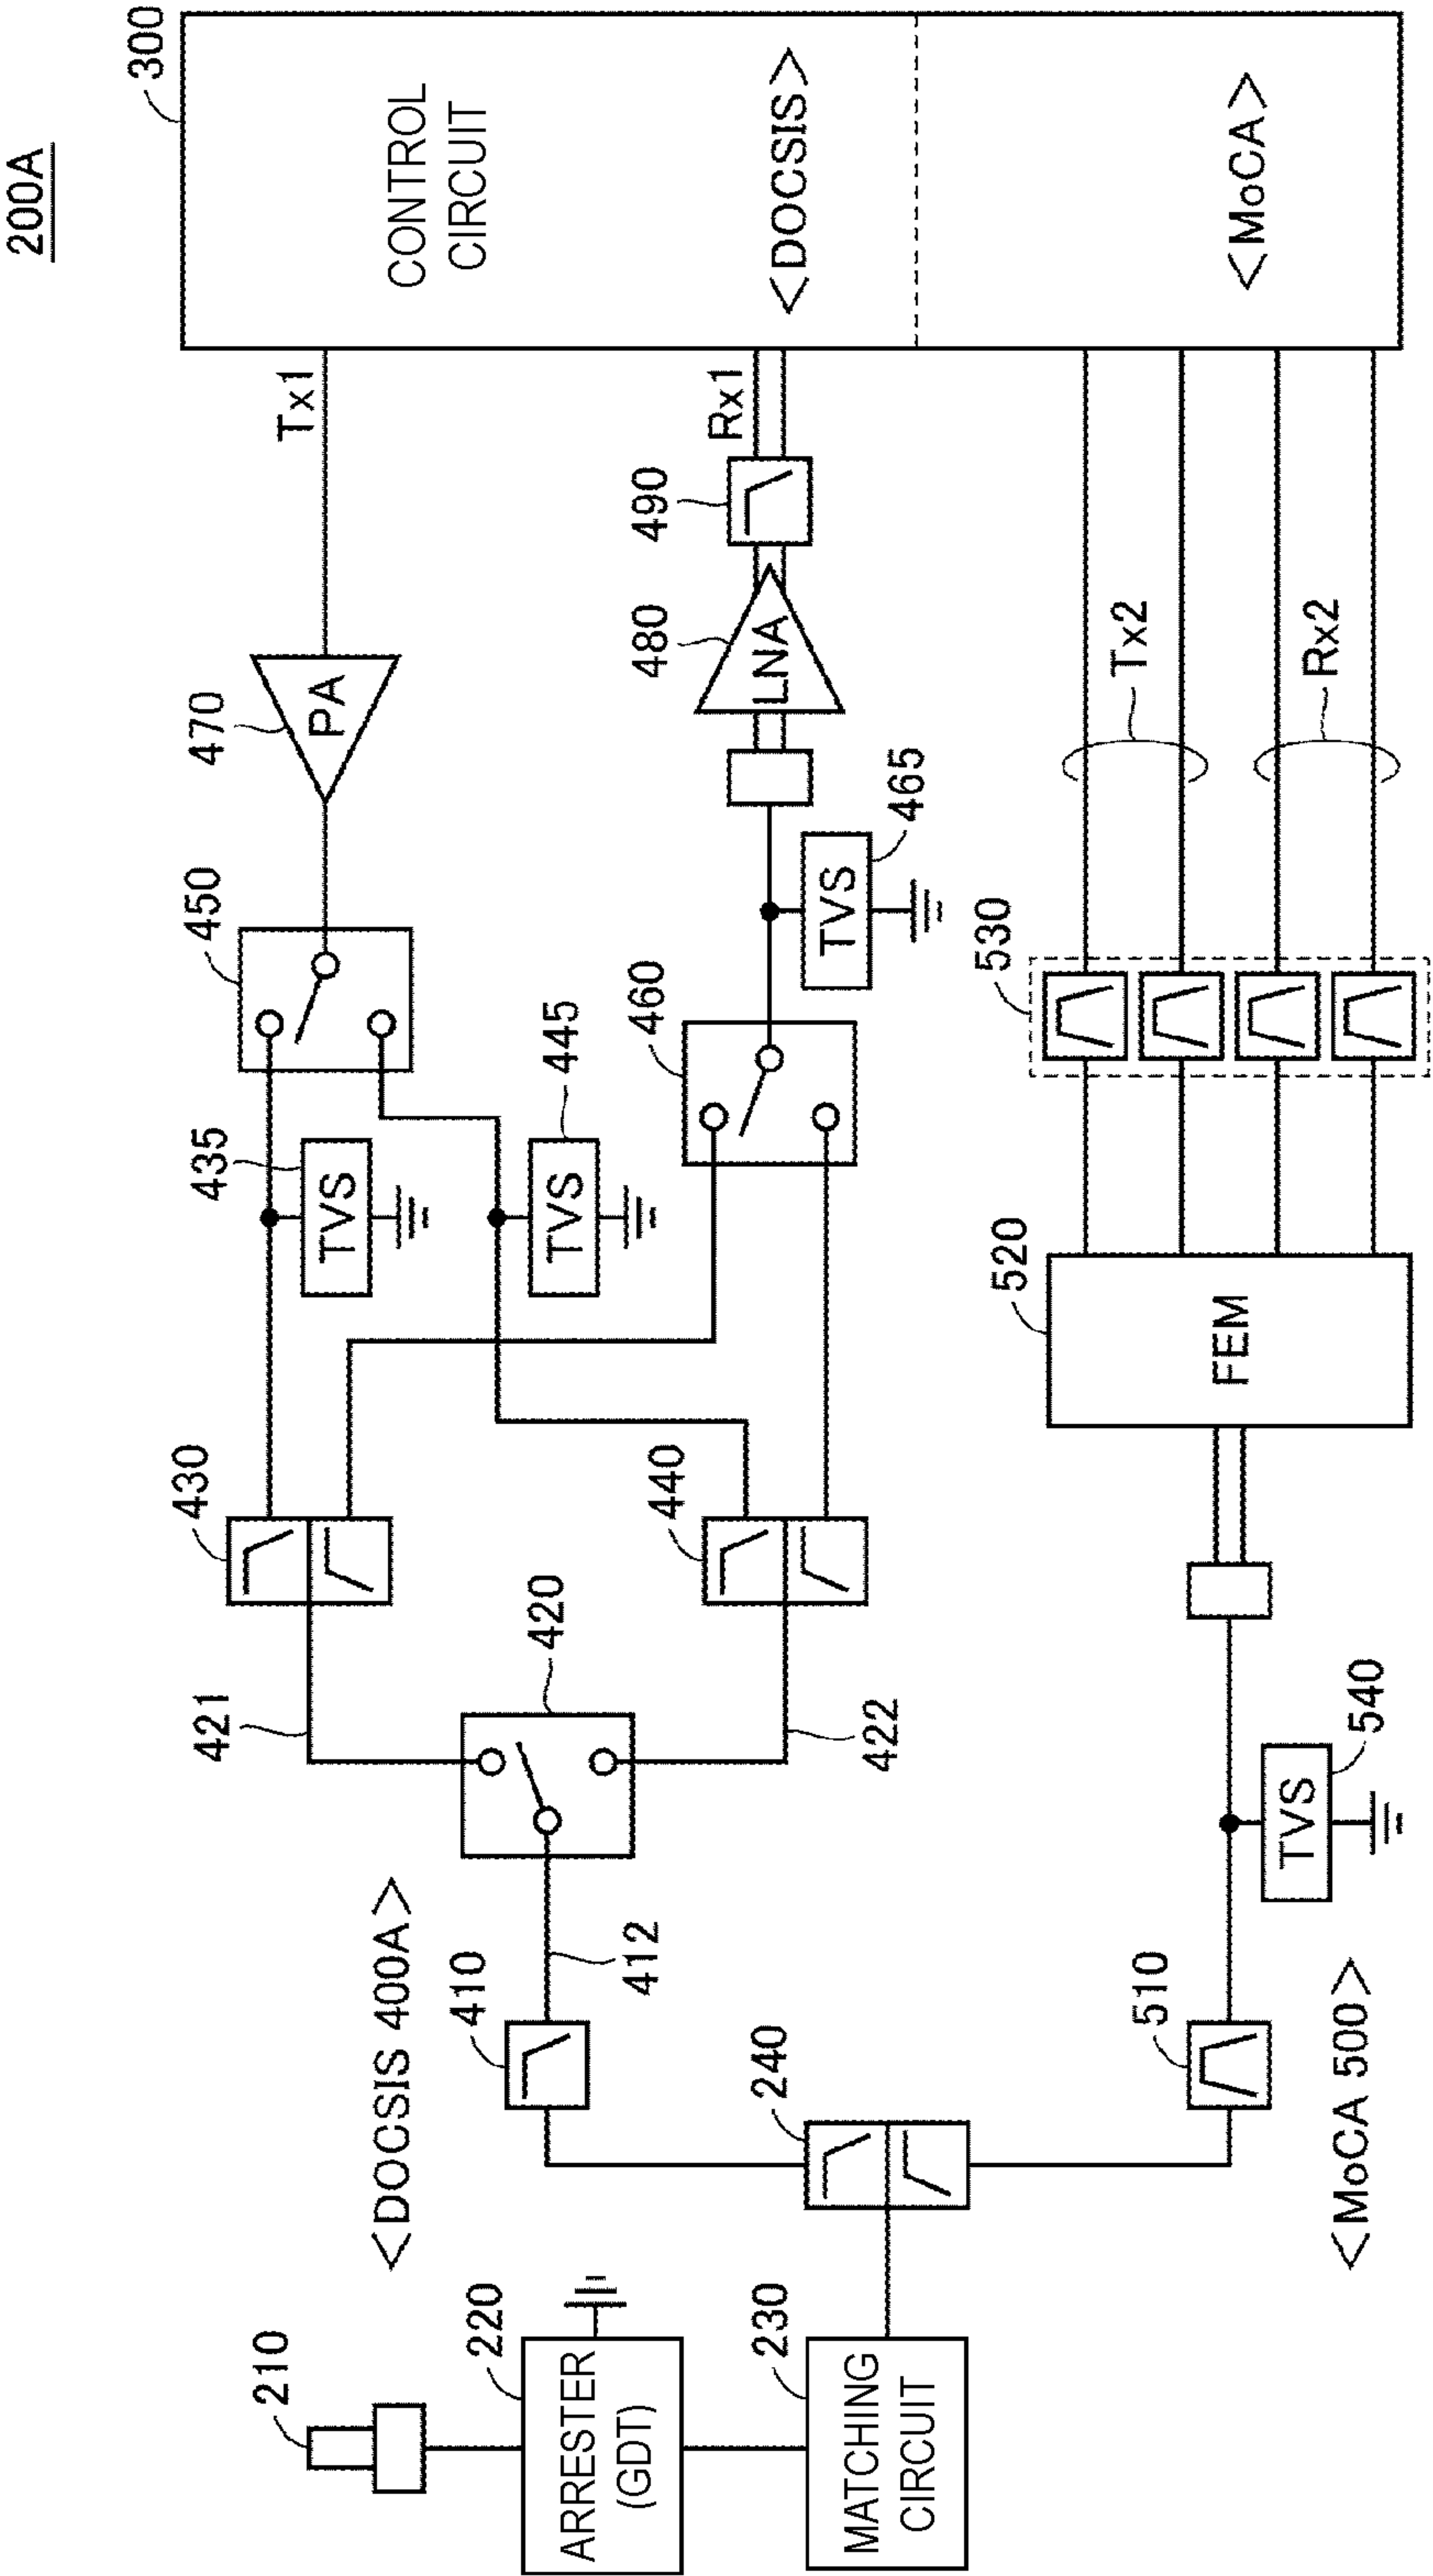 200A
210
220
ARRESTER
(GDT)
230
MATCHING
CIRCUIT
240
<DOCSIS 400A>
410
412
420
421
422
430
435
TVS
440
445
TVS
450
460
465
TVS
470
PA
480
LNA
490
Tx1
Rx1
300
CONTROL
CIRCUIT
<DOCSIS>
<MoCA>
<MoCA 500>
510
540
TVS
520
FEM
530
Tx2
Rx2